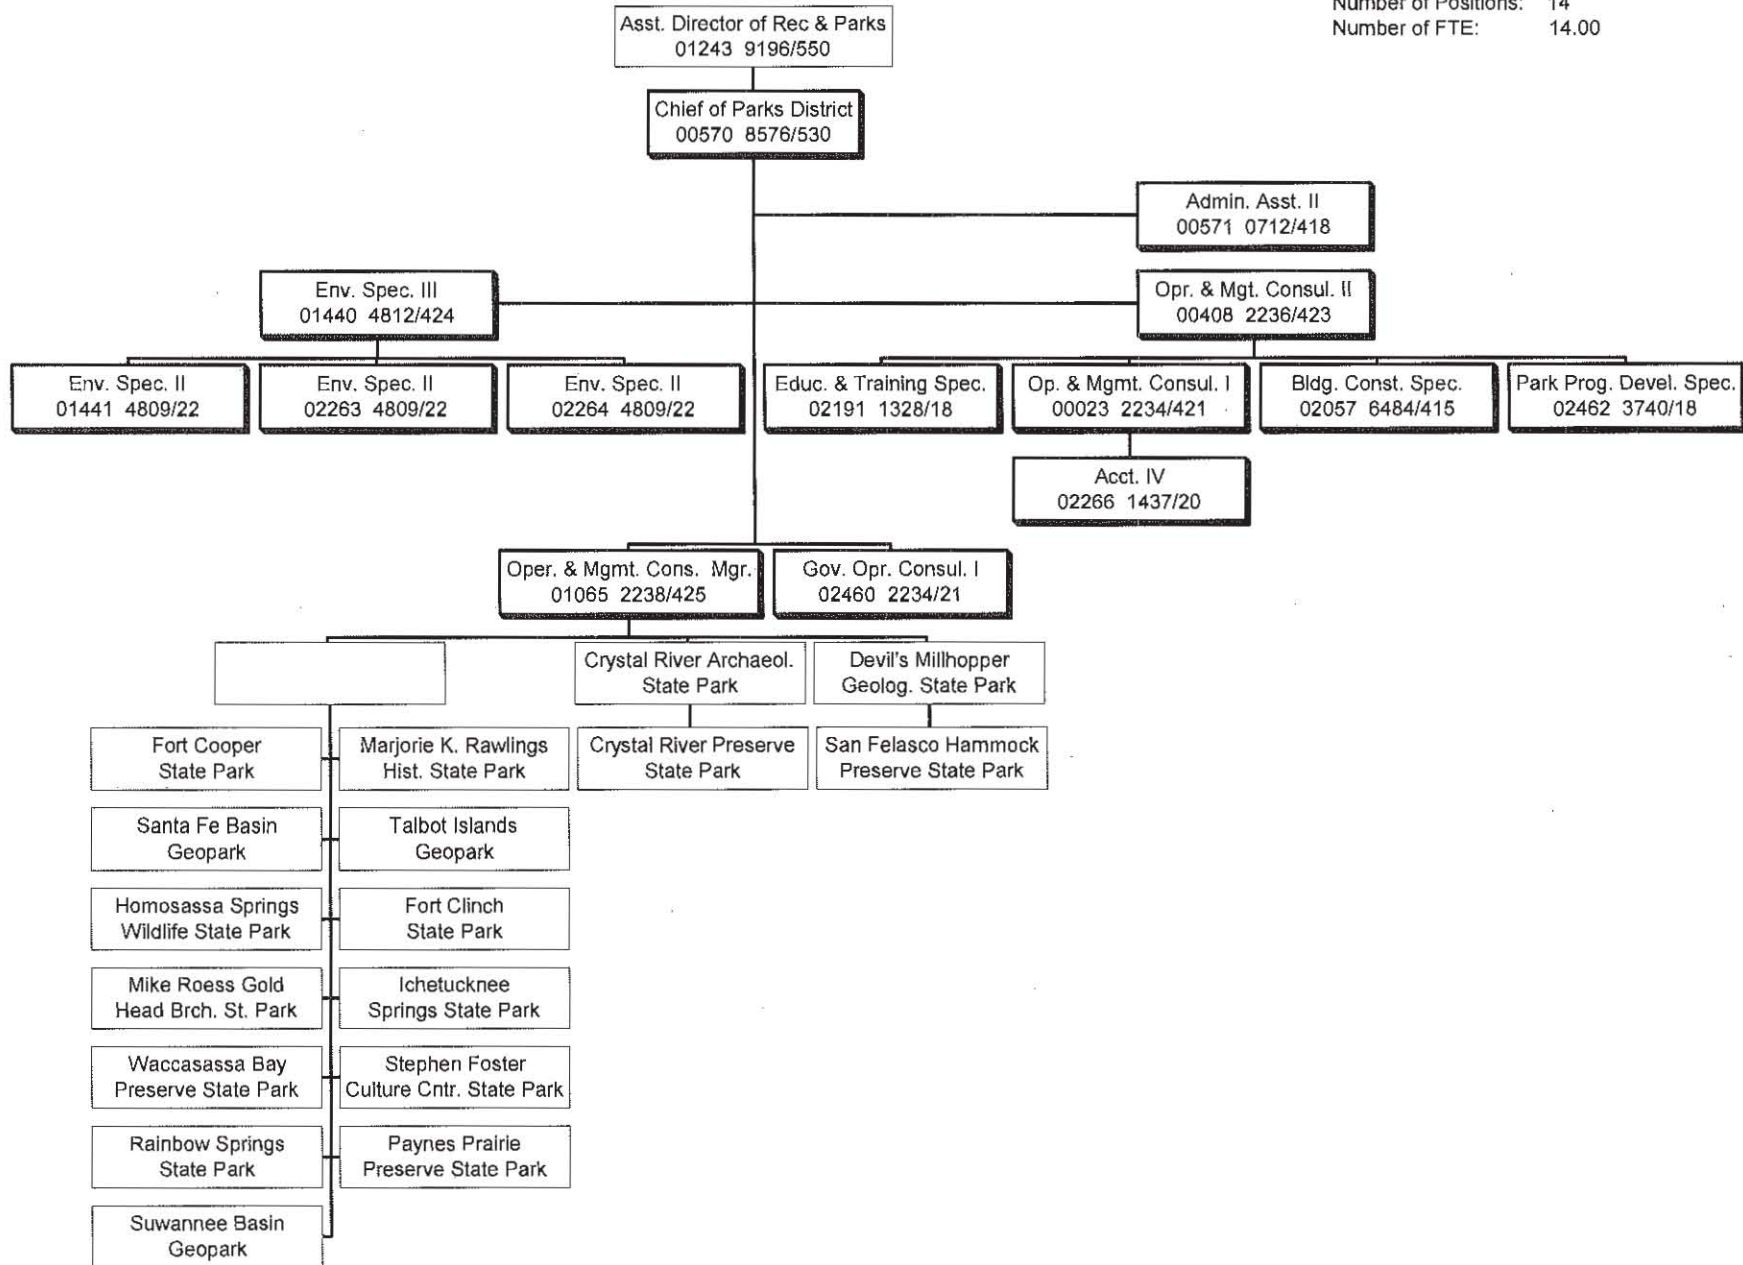 Number of Positions: 14
Number of FTE: 14.00
Asst. Director of Rec & Parks
01243 9196/550
Chief of Parks District
00570 8576/530
Admin. Asst. II
00571 0712/418
Env. Spec. III
01440 4812/424
Opr. & Mgt. Consul. II
00408 2236/423
Env. Spec. II
01441 4809/22
Env. Spec. II
02263 4809/22
Env. Spec. II
02264 4809/22
Educ. & Training Spec.
02191 1328/18
Op. & Mgmt. Consul. I
00023 2234/421
Bldg. Const. Spec.
02057 6484/415
Park Prog. Devel. Spec.
02462 3740/18
Acct. IV
02266 1437/20
Oper. & Mgmt. Cons. Mgr.
01065 2238/425
Gov. Opr. Consul. I
02460 2234/21
Crystal River Archaeol.
State Park
Devil's Millhopper
Geolog. State Park
Fort Cooper
State Park
Marjorie K. Rawlings
Hist. State Park
Crystal River Preserve
State Park
San Felasco Hammock
Preserve State Park
Santa Fe Basin
Geopark
Talbot Islands
Geopark
Homosassa Springs
Wildlife State Park
Fort Clinch
State Park
Mike Roess Gold
Head Brch. St. Park
Ichetucknee
Springs State Park
Waccasassa Bay
Preserve State Park
Stephen Foster
Culture Cntr. State Park
Rainbow Springs
State Park
Paynes Prairie
Preserve State Park
Suwannee Basin
Geopark